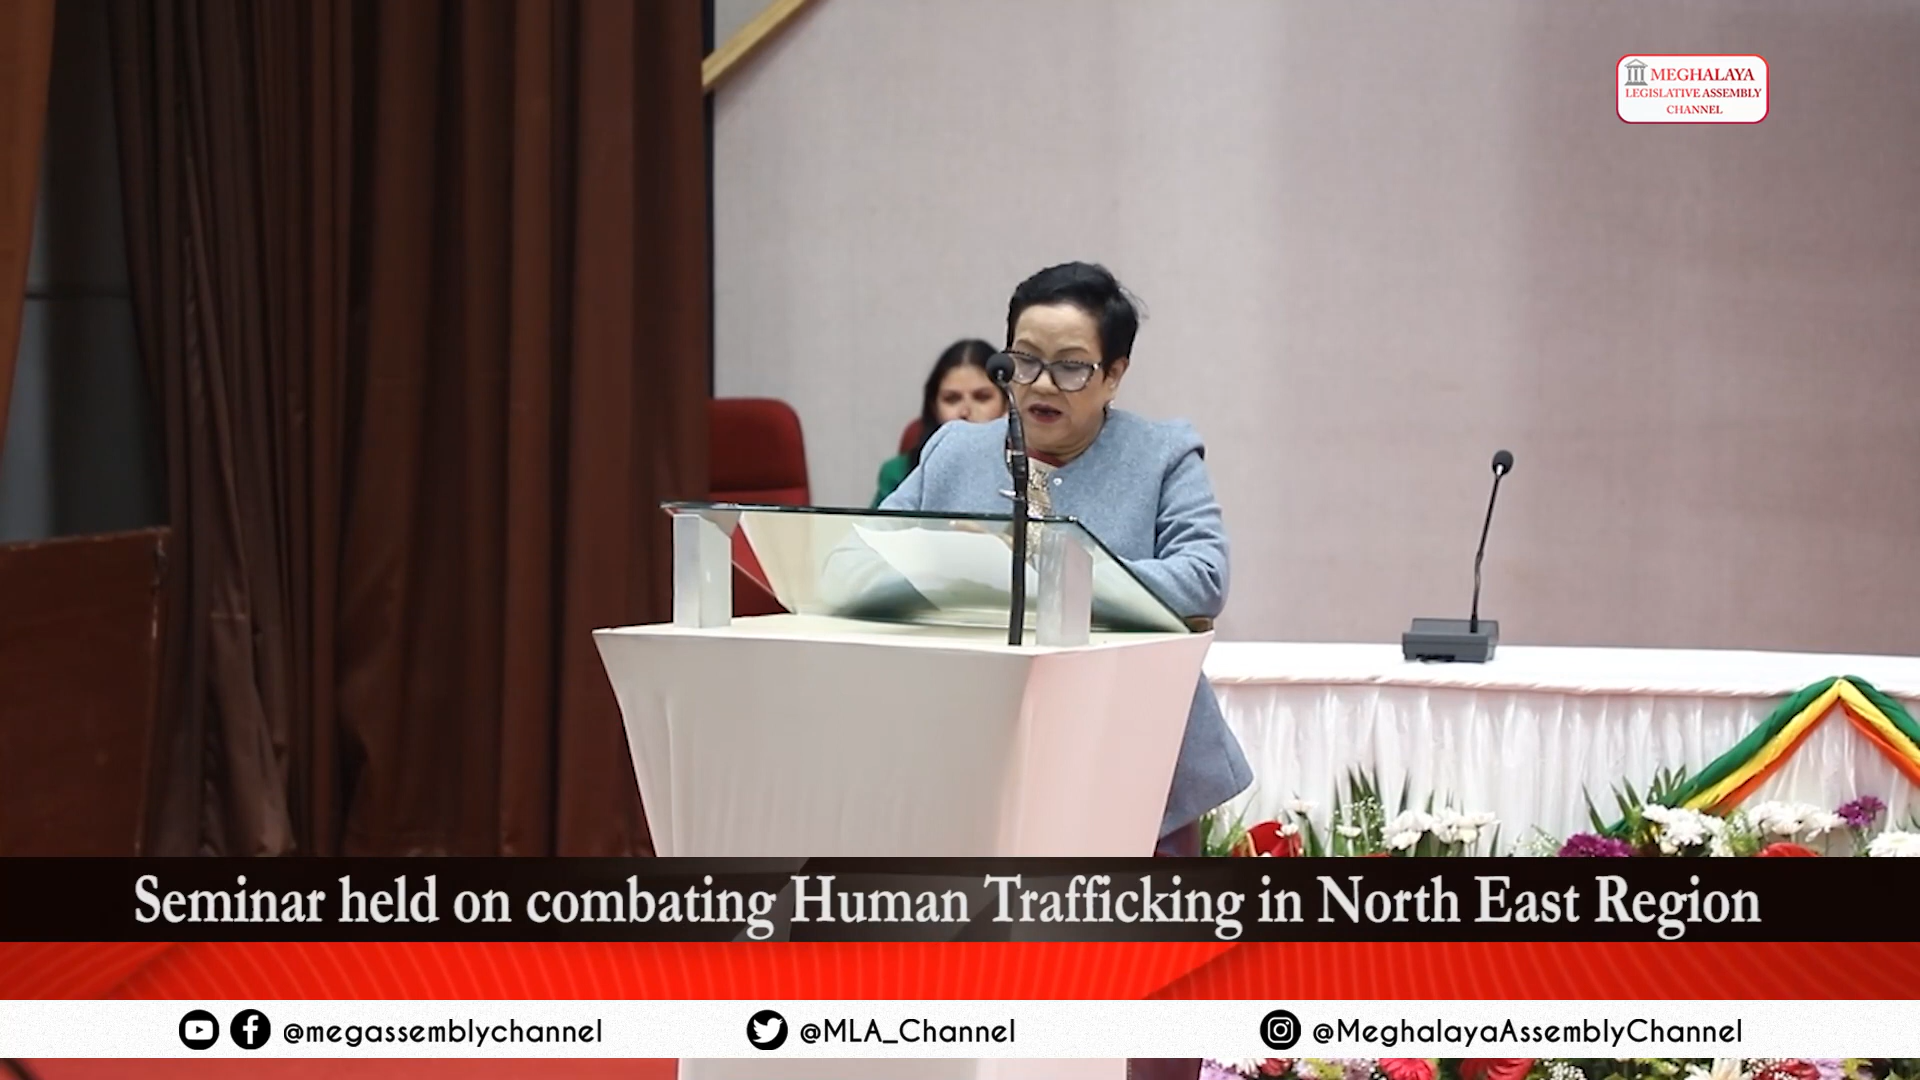 MEGHALAYA
LEGISLATIVE ASSEMBLY
CHANNEL
Seminar held on combating Human Trafficking in North East Region
@megassemblychannel
@MLA_Channel
@MeghalayaAssemblyChannel